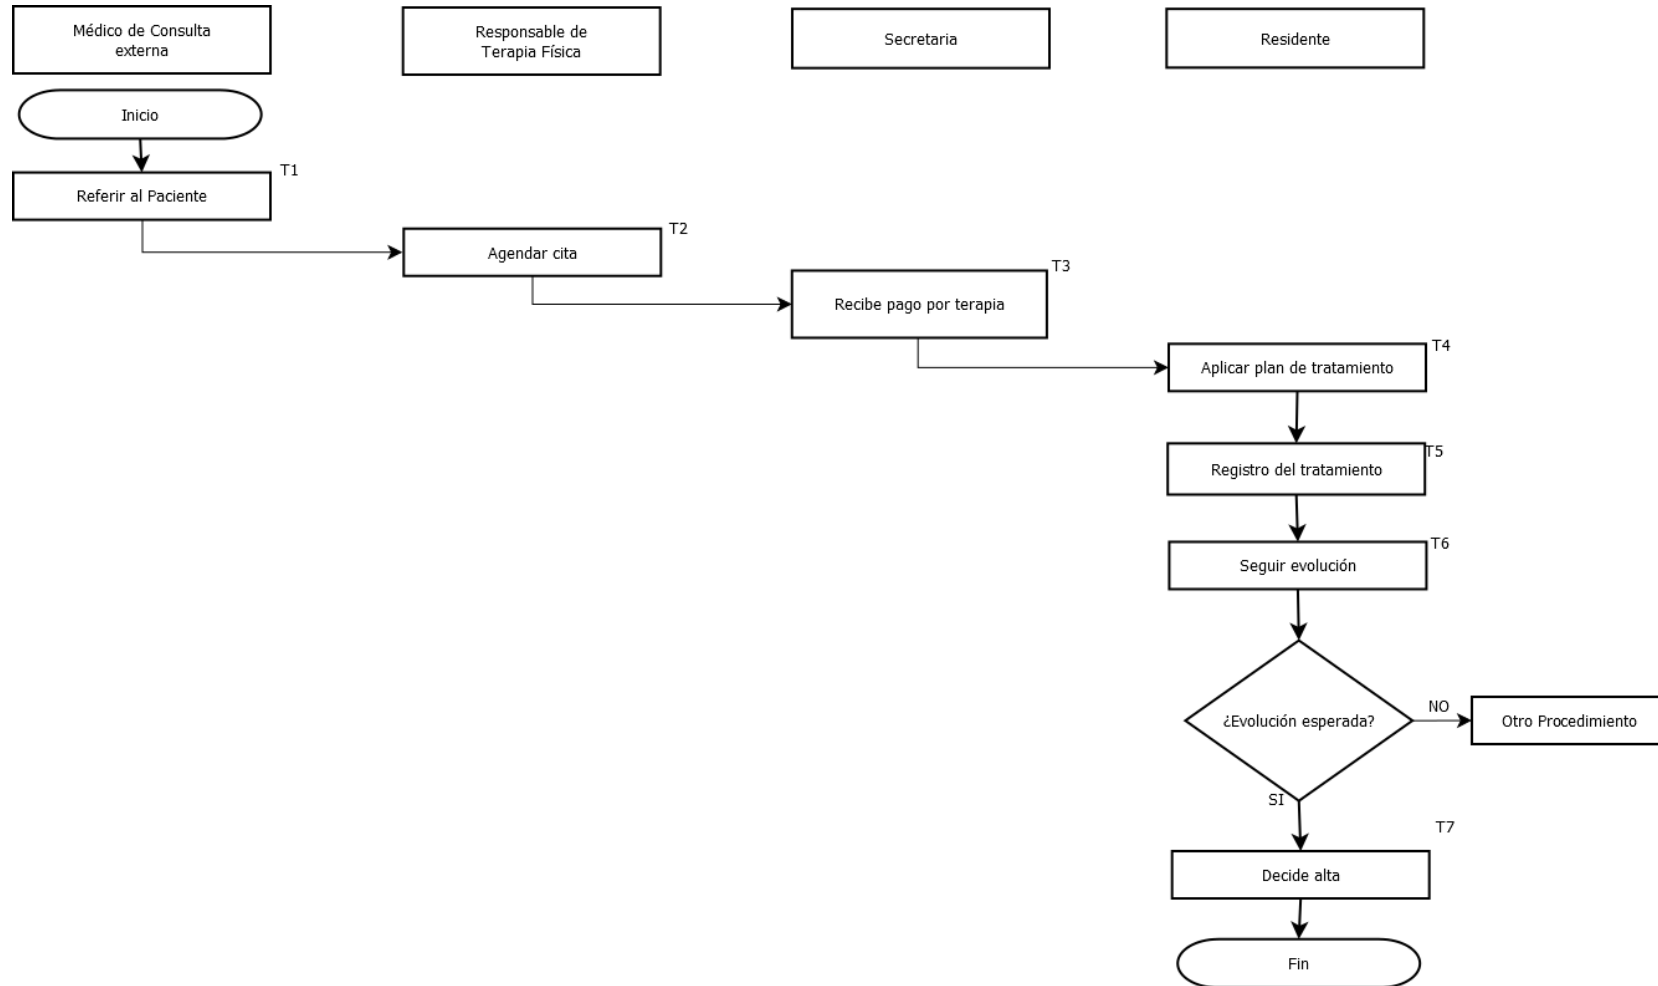 Médico de Consulta
externa
Responsable de
Terapia Física
Secretaria
Residente
Inicio
T1
Referir al Paciente
T2
Agendar cita
T3
Recibe pago por terapia
T4
Aplicar plan de tratamiento
T5
Registro del tratamiento
T6
Seguir evolución
¿Evolución esperada?
NO
Otro Procedimiento
SI
T7
Decide alta
Fin